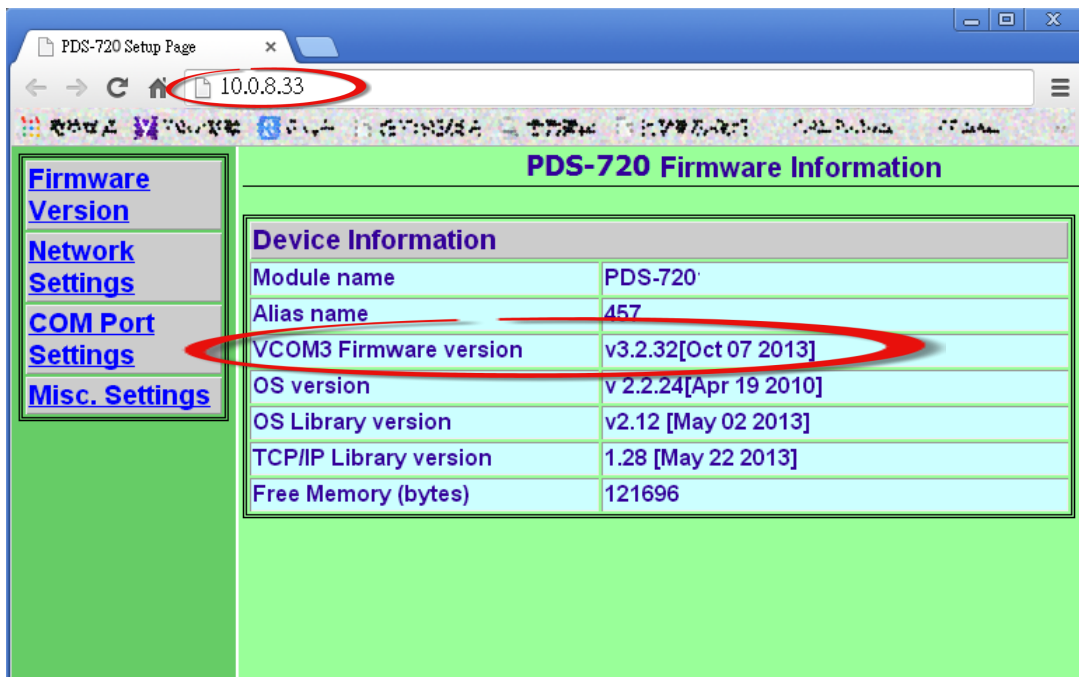 PDS-720 Setup Page
10.0.8.33
Firmware
Version
Network
Settings
COM Port
Settings
Misc. Settings
PDS-720 Firmware Information
Device Information
Module name PDS-720
Alias name 457
VCOM3 Firmware version v3.2.32[Oct 07 2013]
OS version v 2.2.24[Apr 19 2010]
OS Library version v2.12 [May 02 2013]
TCP/IP Library version 1.28 [May 22 2013]
Free Memory (bytes) 121696